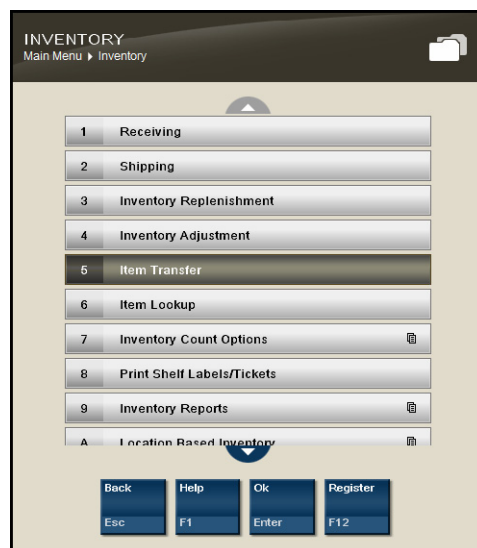 INVENTORY
Main Menu ▸ Inventory
1 Receiving
2 Shipping
3 Inventory Replenishment
4 Inventory Adjustment
5 Item Transfer
6 Item Lookup
7 Inventory Count Options
8 Print Shelf Labels/Tickets
9 Inventory Reports
A Location Based Inventory
Back Help Ok Register
Esc F1 Enter F12